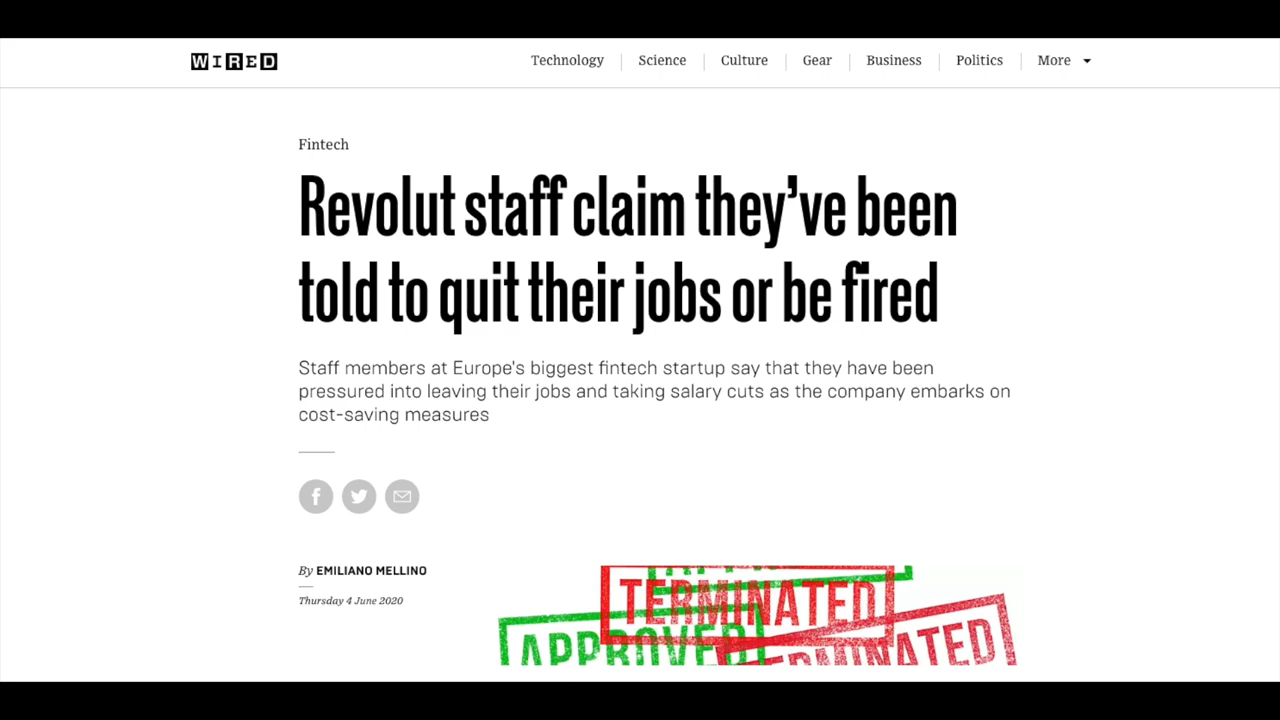 WIRED
Technology
Science
Culture
Gear
Business
Politics
More
Fintech
Revolut staff claim they’ve been
told to quit their jobs or be fired
Staff members at Europe's biggest fintech startup say that they have been
pressured into leaving their jobs and taking salary cuts as the company embarks on
cost-saving measures
By EMILIANO MELLINO
Thursday 4 June 2020
TERMINATED
APPROVED
TERMINATED